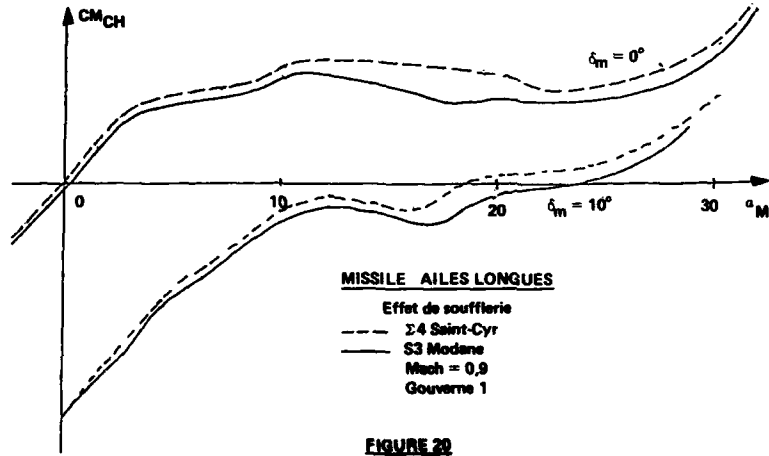 CM_CH
δm = 0°
0
10
20
30
α_M
δm = 10°
MISSILE AILES LONGUES
Effet de soufflerie
Σ4 Saint-Cyr
S3 Modane
Mach = 0,9
Gouverne 1
FIGURE 20